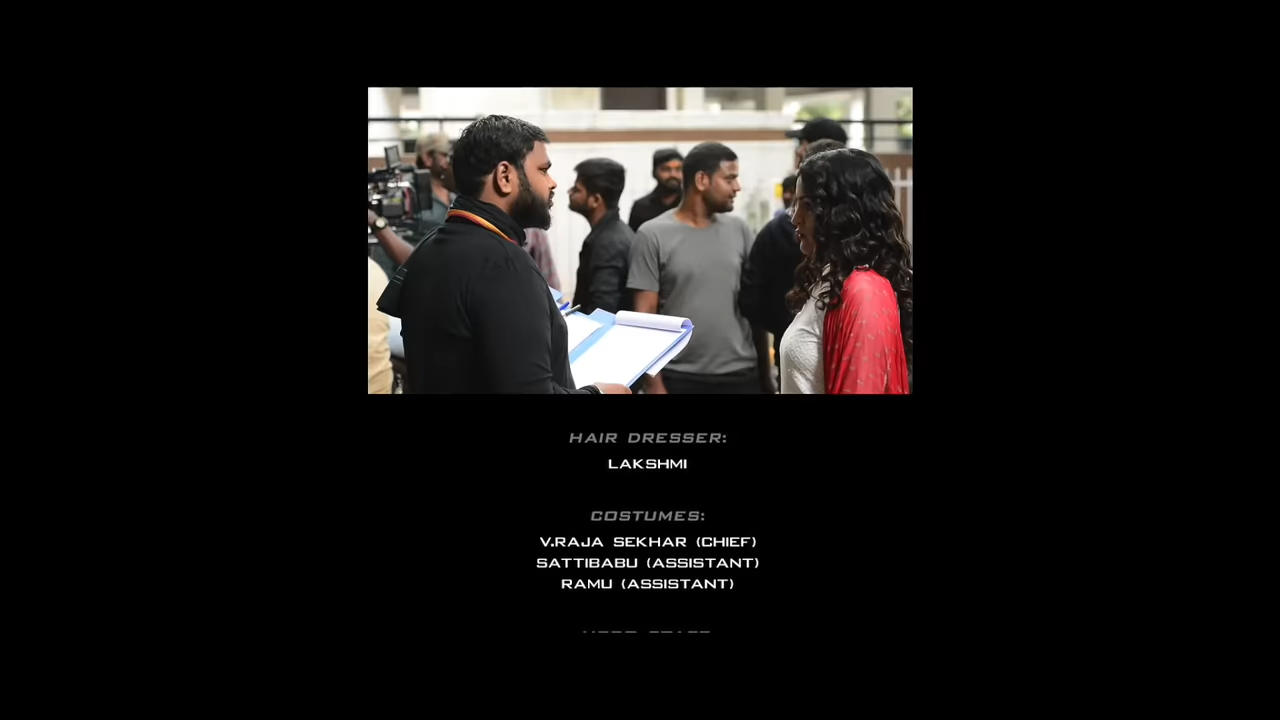 HAIR DRESSER:
LAKSHMI
COSTUMES:
V.RAJA SEKHAR (CHIEF)
SATTIBABU (ASSISTANT)
RAMU (ASSISTANT)